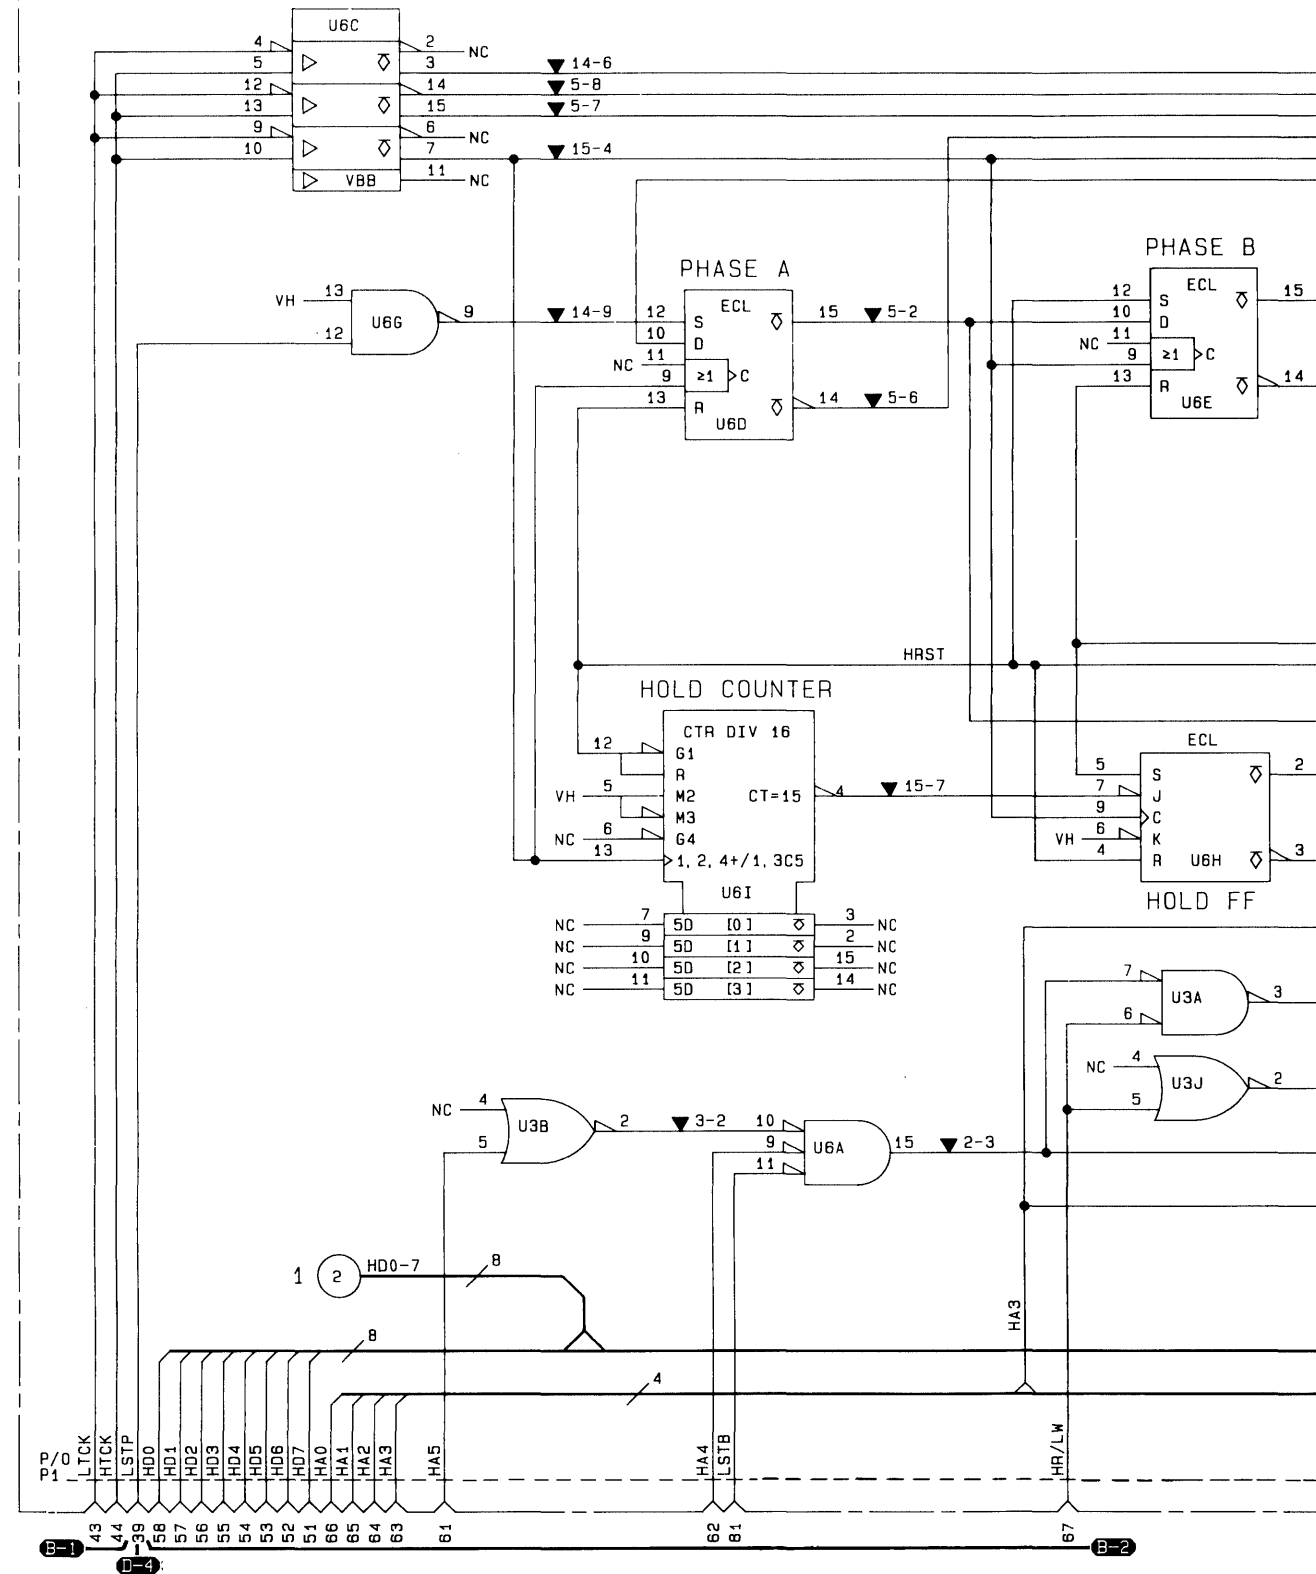 U6C
4 2 NC
5 3 14-6
12 14 5-8
13 15 5-7
9 6 NC
10 7 15-4
VBB 11 NC
PHASE B
PHASE A
ECL
12 S 15
10 D
NC 11
9 ≥1 C
13 R 14
U6E
VH 13
U6G 9 14-9
12
ECL
12 S 15 5-2
10 D
NC 11
9 ≥1 C
13 R 14 5-6
U6D
HRST
HOLD COUNTER
CTR DIV 16
12 G1
R
VH 5 M2 CT=15 4 15-7
M3
NC 6 G4
13 1, 2, 4+/1, 3C5
U6I
NC 7 5D [0] 3 NC
NC 9 5D [1] 2 NC
NC 10 5D [2] 15 NC
NC 11 5D [3] 14 NC
ECL
5 S 2
7 J
9 C
VH 6 K
4 R U6H 3
HOLD FF
7 U3A 3
6
NC 4 U3J 2
5
NC 4 U3B 2 3-2
5
10 U6A 15 2-3
9
11
1 2 HD0-7 8
8
4
HA3
P/O
P1
LTCK
HTCK
LSTP
HD0
HD1
HD2
HD3
HD4
HD5
HD6
HD7
HA0
HA1
HA2
HA3
HA5
HA4
LSTB
HR/LW
43 44 39 58 57 56 55 54 53 52 51 66 65 64 63 61 62 81 67
B-1
D-4
B-2